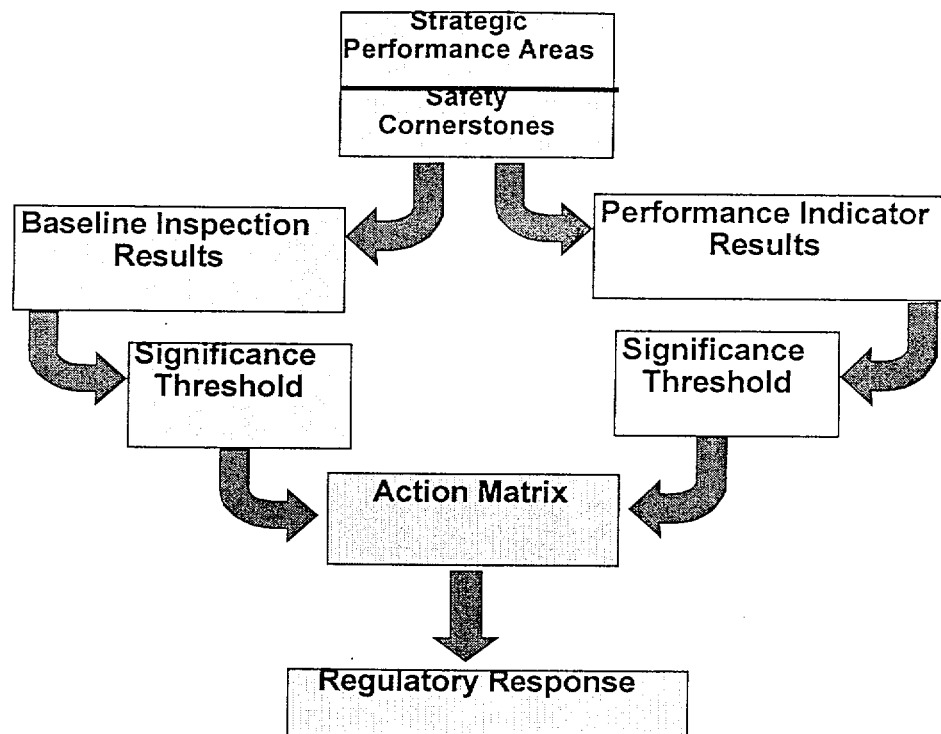 Strategic
Performance Areas
Safety
Cornerstones
Baseline Inspection
Results
Performance Indicator
Results
Significance
Threshold
Significance
Threshold
Action Matrix
Regulatory Response